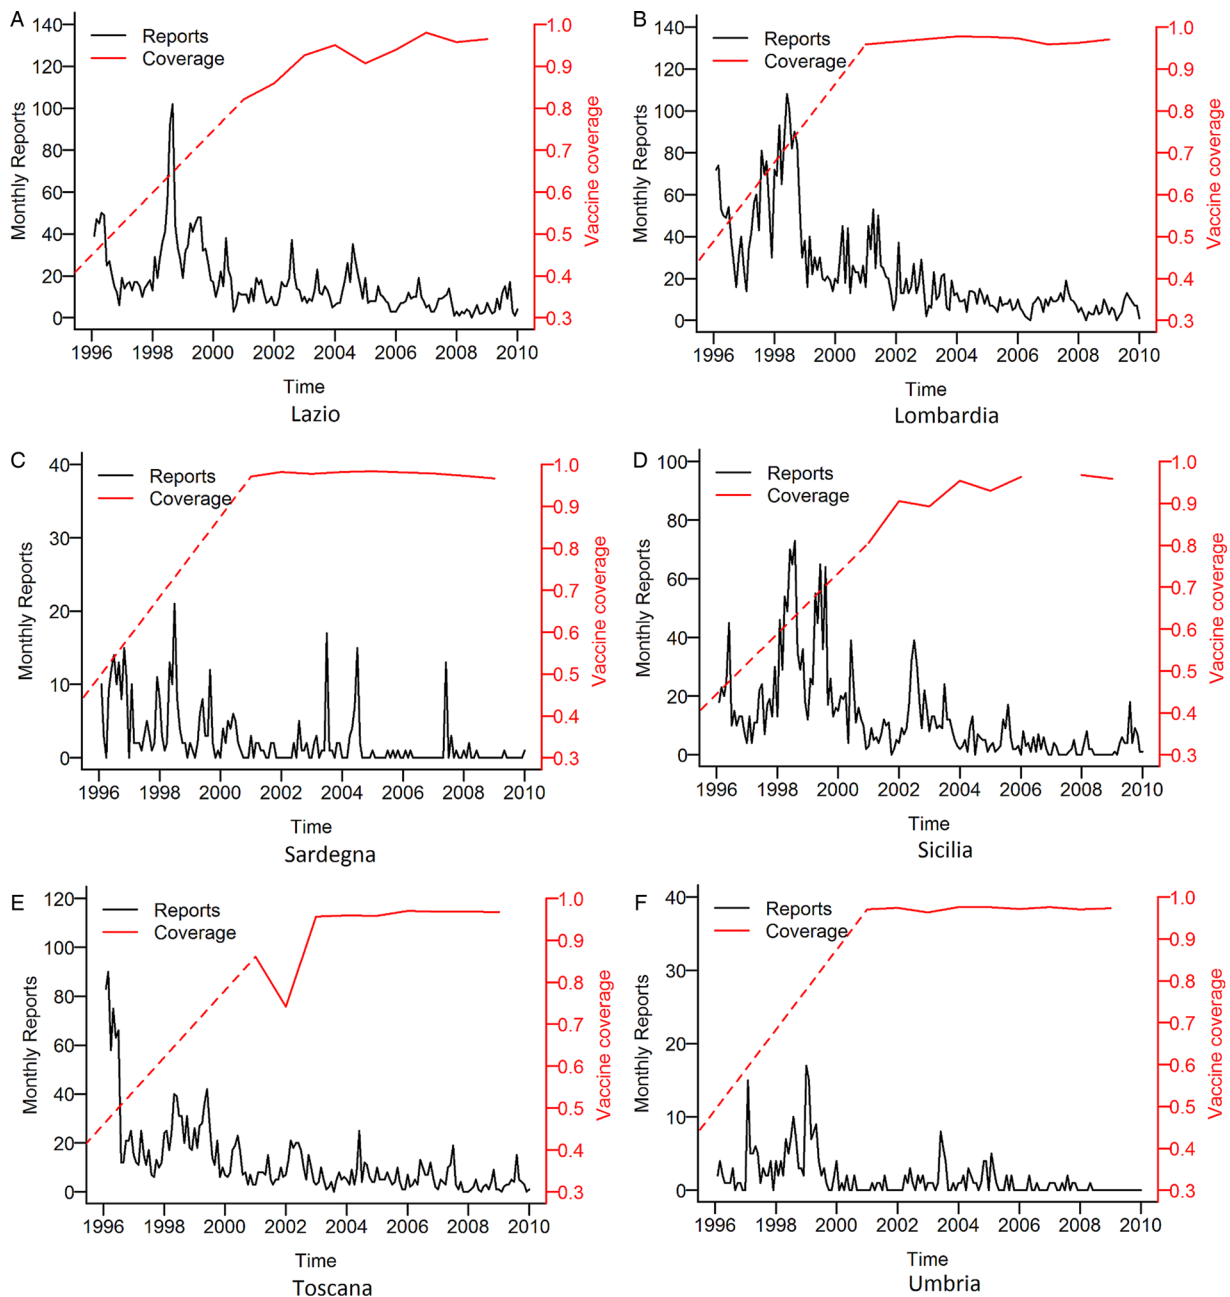 A
Reports
Coverage
Monthly Reports
0 20 40 60 80 100 120 140
Vaccine coverage
0.3 0.4 0.5 0.6 0.7 0.8 0.9 1.0
1996 1998 2000 2002 2004 2006 2008 2010
Time
Lazio
B
Reports
Coverage
Monthly Reports
0 20 40 60 80 100 120 140
Vaccine coverage
0.3 0.4 0.5 0.6 0.7 0.8 0.9 1.0
1996 1998 2000 2002 2004 2006 2008 2010
Time
Lombardia
C
Reports
Coverage
Monthly Reports
0 10 20 30 40
Vaccine coverage
0.3 0.4 0.5 0.6 0.7 0.8 0.9 1.0
1996 1998 2000 2002 2004 2006 2008 2010
Time
Sardegna
D
Reports
Coverage
Monthly Reports
0 20 40 60 80 100
Vaccine coverage
0.3 0.4 0.5 0.6 0.7 0.8 0.9 1.0
1996 1998 2000 2002 2004 2006 2008 2010
Time
Sicilia
E
Reports
Coverage
Monthly Reports
0 20 40 60 80 100 120
Vaccine coverage
0.3 0.4 0.5 0.6 0.7 0.8 0.9 1.0
1996 1998 2000 2002 2004 2006 2008 2010
Time
Toscana
F
Reports
Coverage
Monthly Reports
0 10 20 30 40
Vaccine coverage
0.3 0.4 0.5 0.6 0.7 0.8 0.9 1.0
1996 1998 2000 2002 2004 2006 2008 2010
Time
Umbria